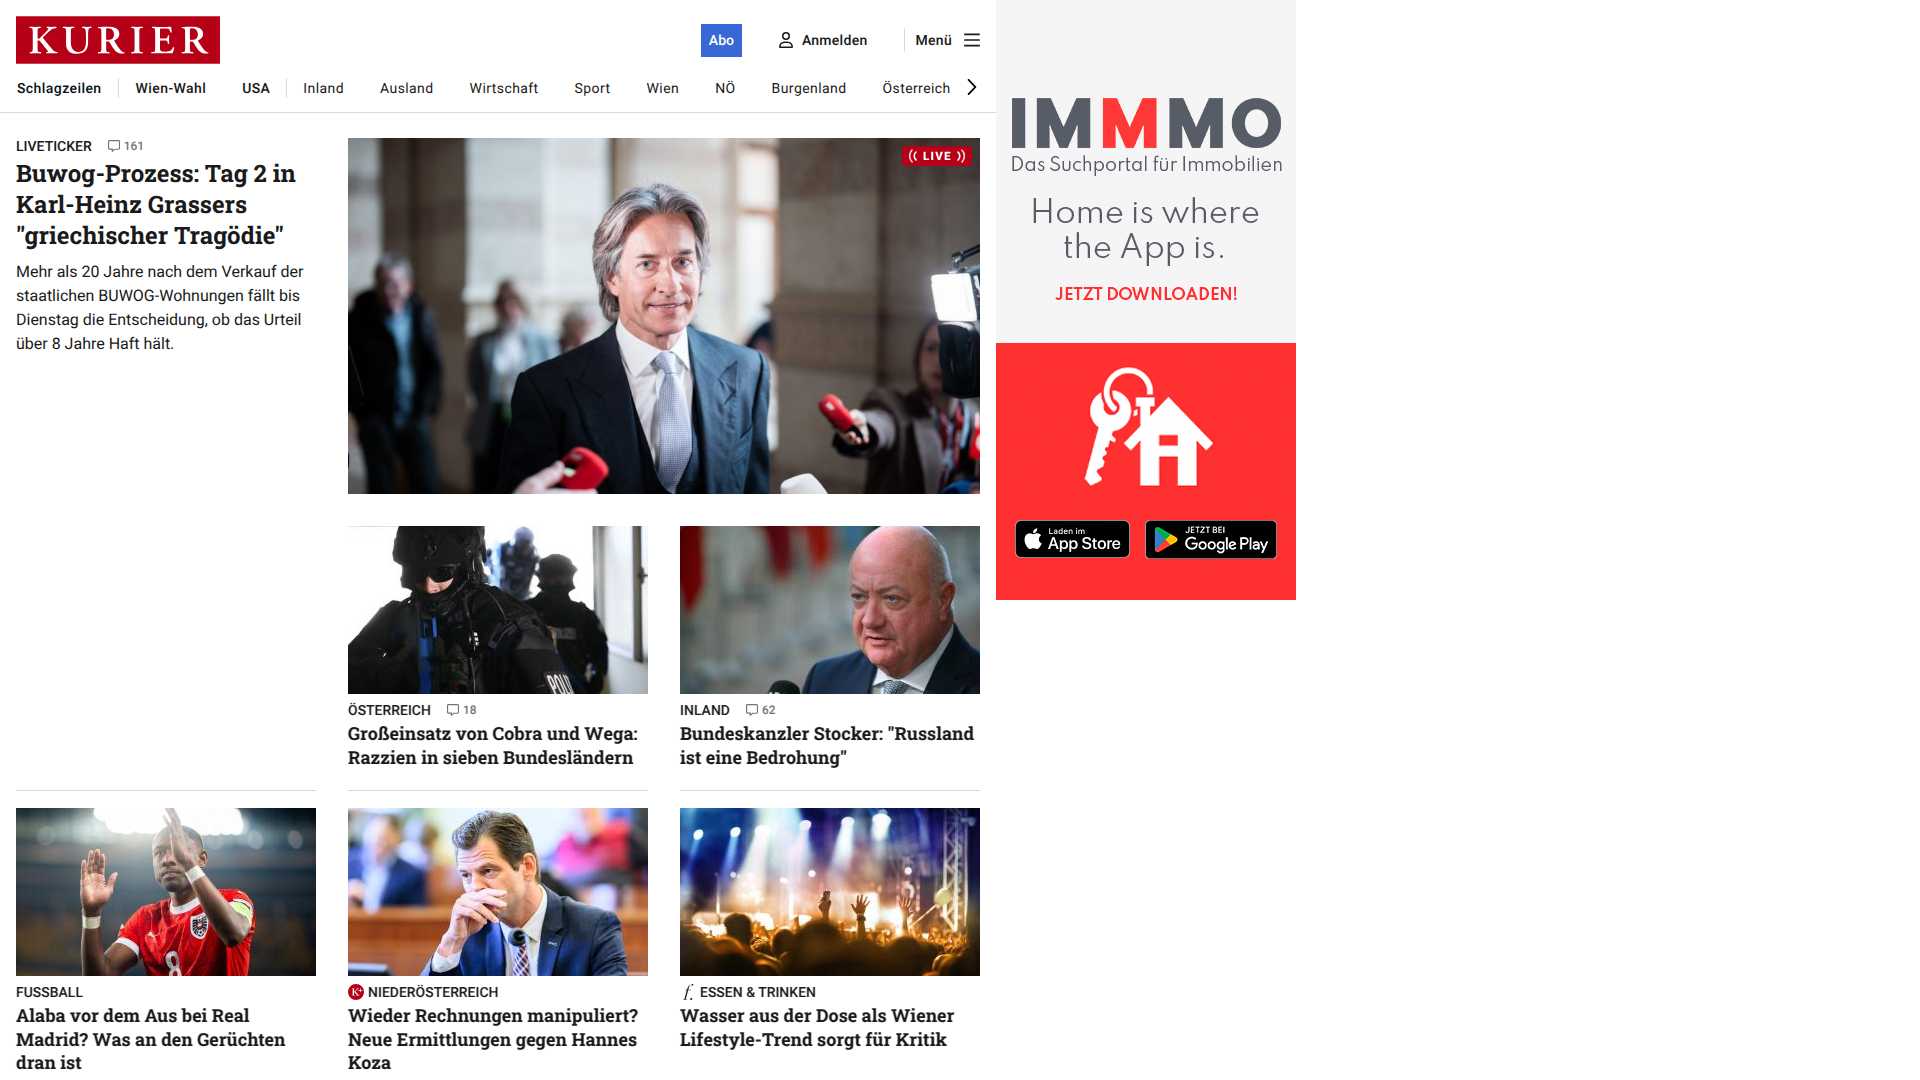 KURIER
Abo
Anmelden
Menü
Schlagzeilen
Wien-Wahl
USA
Inland
Ausland
Wirtschaft
Sport
Wien
NÖ
Burgenland
Österreich
LIVETICKER 161
Buwog-Prozess: Tag 2 in
Karl-Heinz Grassers
"griechischer Tragödie"
Mehr als 20 Jahre nach dem Verkauf der
staatlichen BUWOG-Wohnungen fällt bis
Dienstag die Entscheidung, ob das Urteil
über 8 Jahre Haft hält.
LIVE
POLI
ÖSTERREICH 18
Großeinsatz von Cobra und Wega:
Razzien in sieben Bundesländern
INLAND 62
Bundeskanzler Stocker: "Russland
ist eine Bedrohung"
8
FUSSBALL
Alaba vor dem Aus bei Real
Madrid? Was an den Gerüchten
dran ist
K+ NIEDERÖSTERREICH
Wieder Rechnungen manipuliert?
Neue Ermittlungen gegen Hannes
Koza
f. ESSEN & TRINKEN
Wasser aus der Dose als Wiener
Lifestyle-Trend sorgt für Kritik
IMMMO
Das Suchportal für Immobilien
Home is where
the App is.
JETZT DOWNLOADEN!
Laden im
App Store
JETZT BEI
Google Play